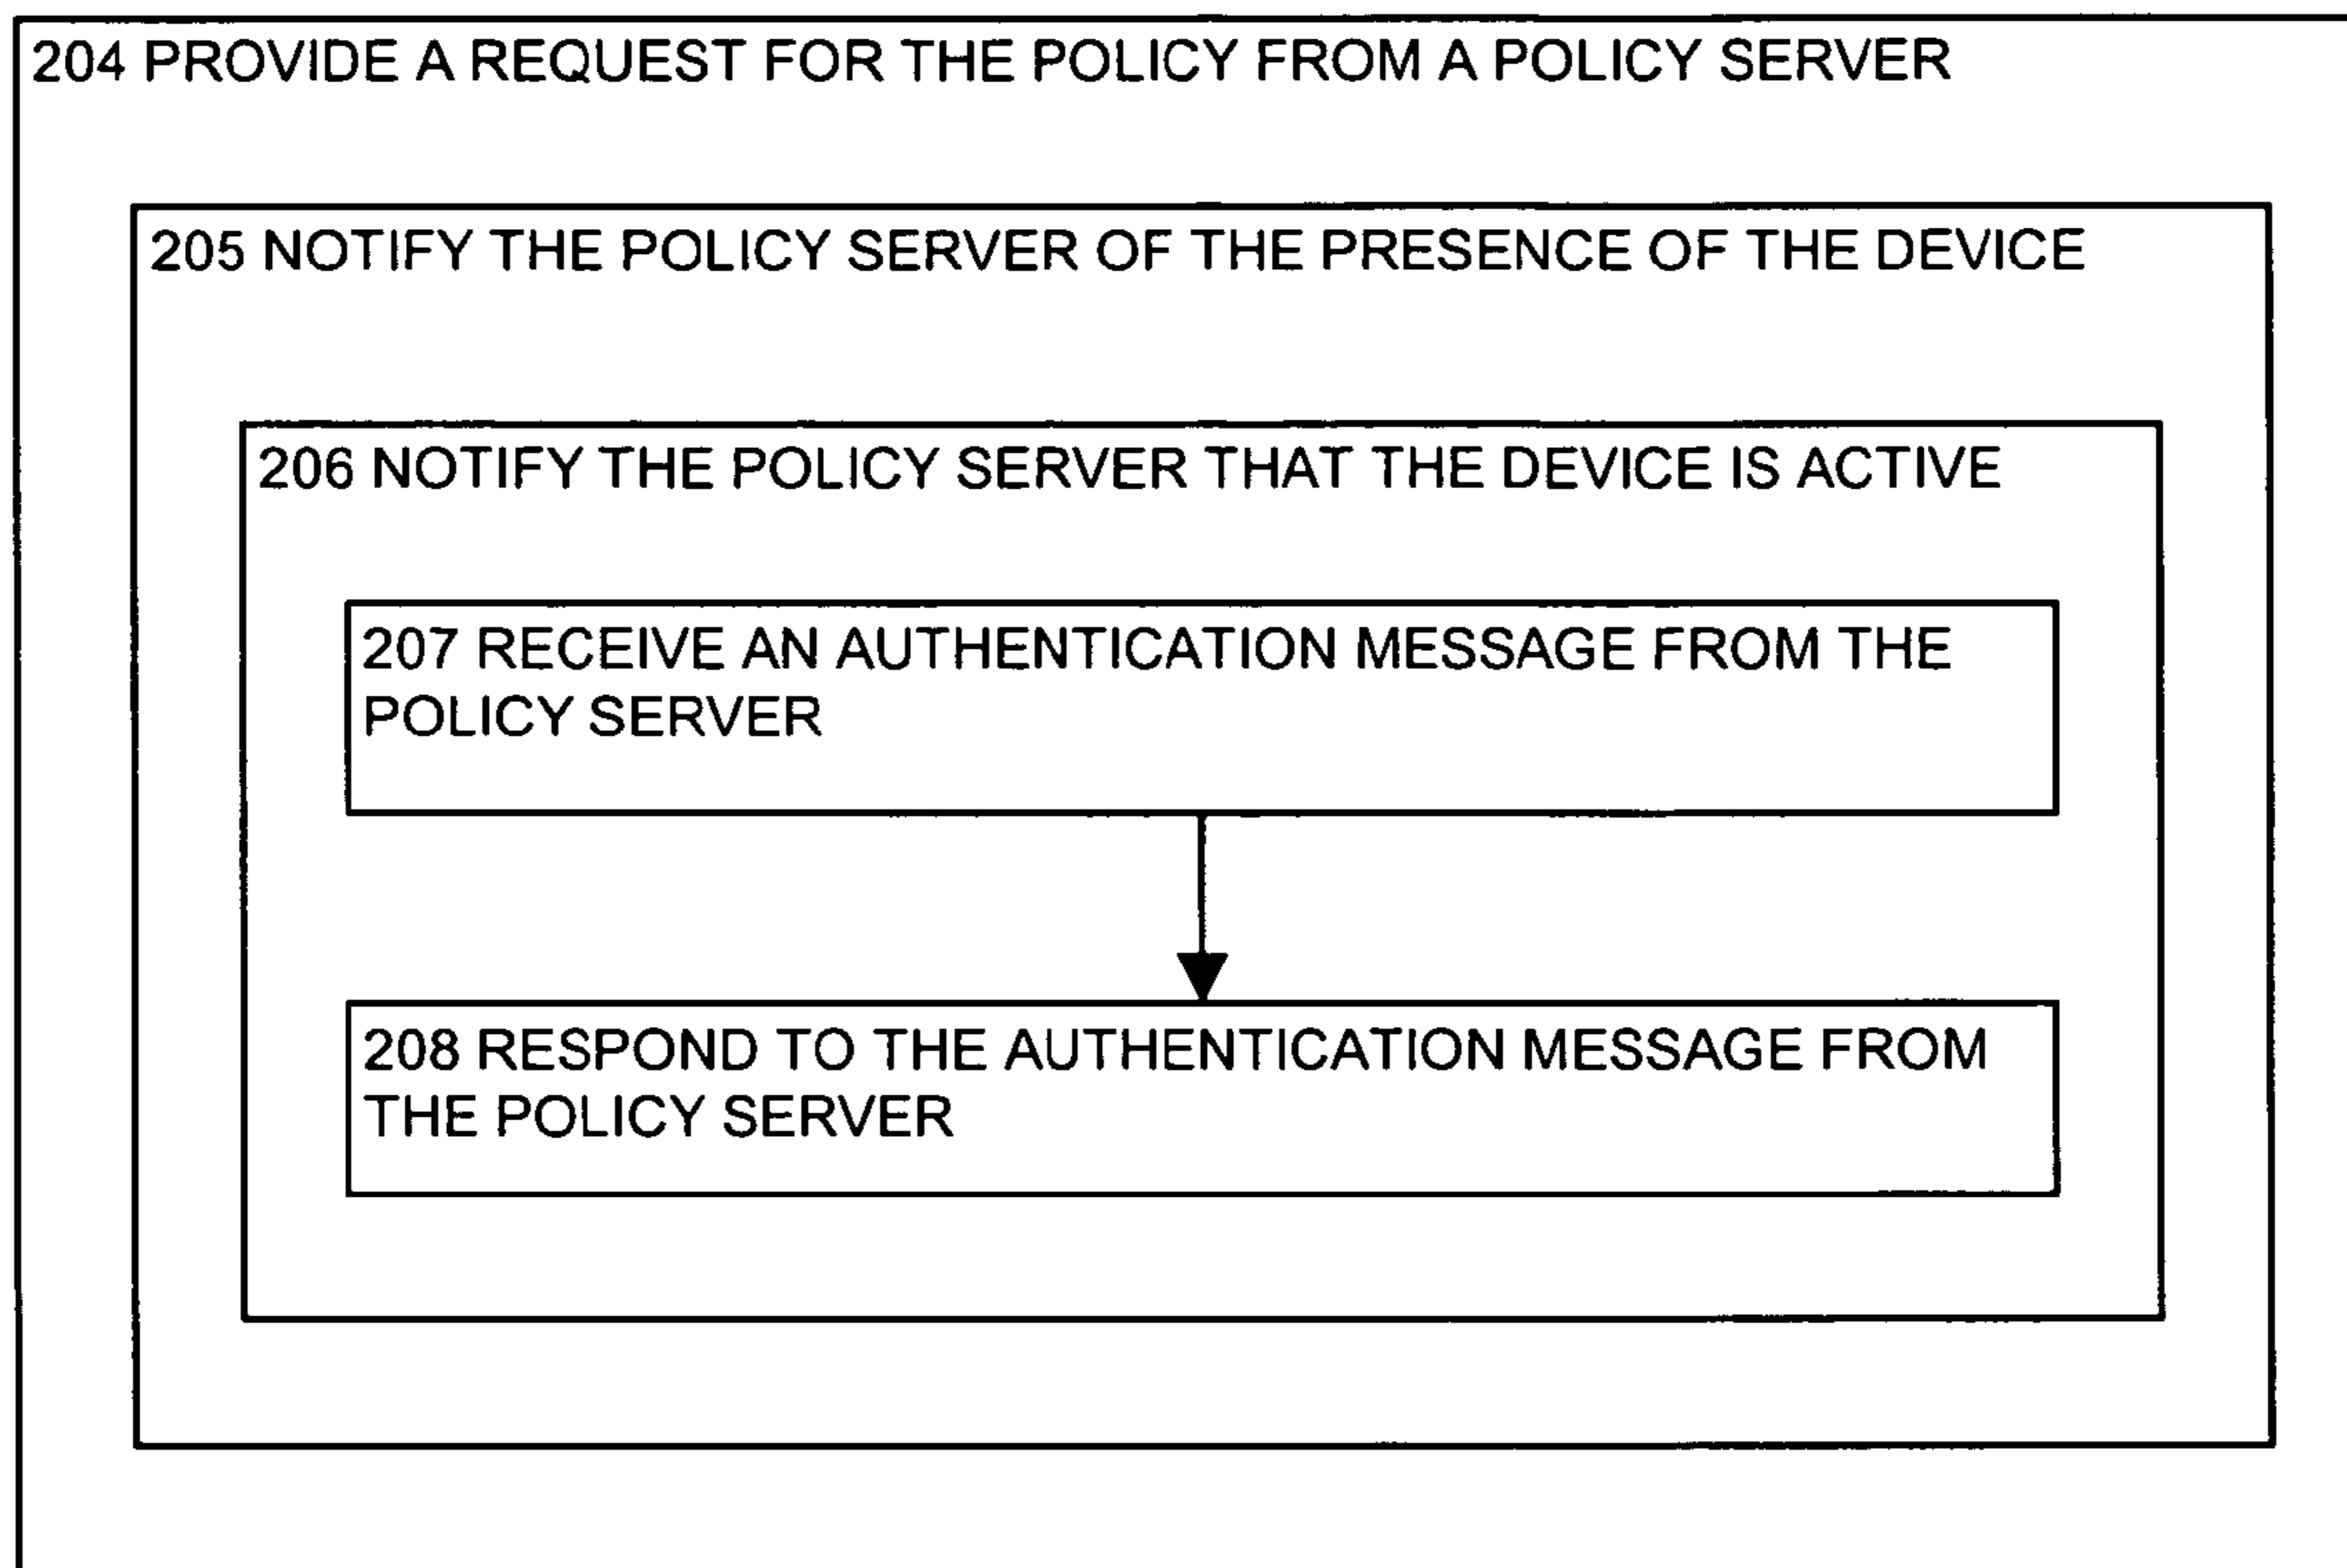 204 PROVIDE A REQUEST FOR THE POLICY FROM A POLICY SERVER
205 NOTIFY THE POLICY SERVER OF THE PRESENCE OF THE DEVICE
206 NOTIFY THE POLICY SERVER THAT THE DEVICE IS ACTIVE
207 RECEIVE AN AUTHENTICATION MESSAGE FROM THE
POLICY SERVER
208 RESPOND TO THE AUTHENTICATION MESSAGE FROM
THE POLICY SERVER